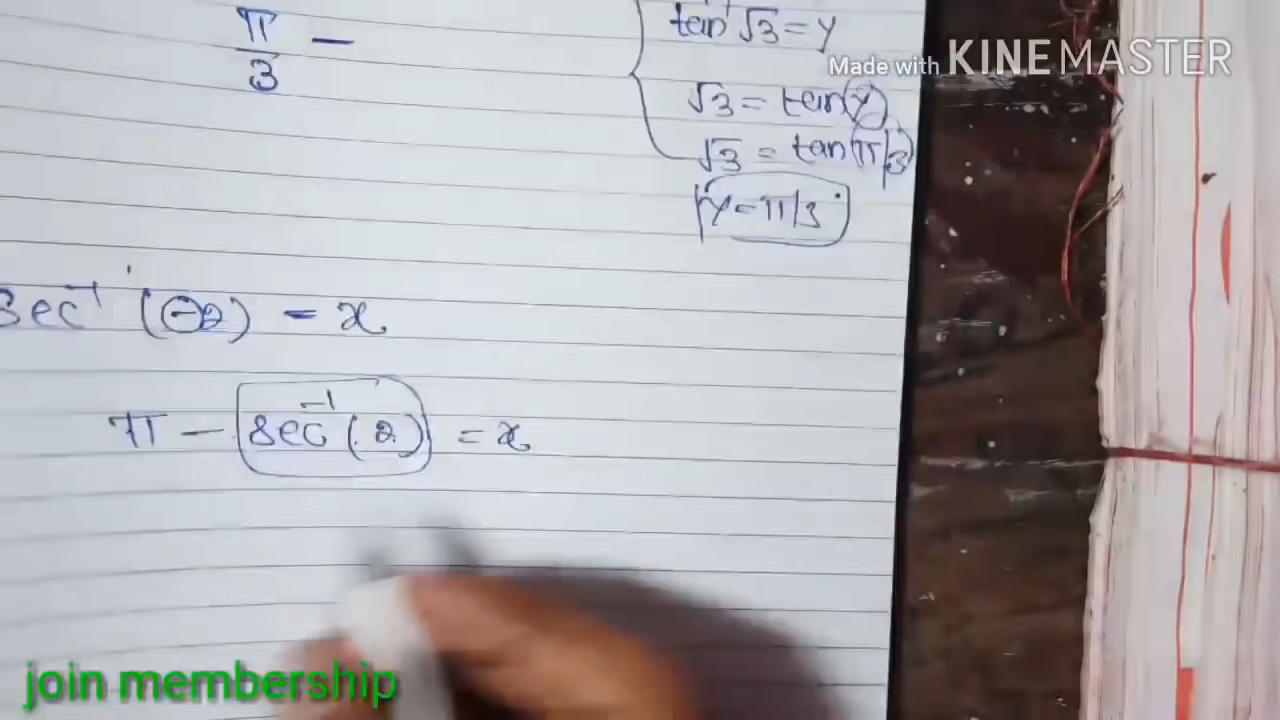 π/3 −
tan⁻¹ √3 = y
Made with KINEMASTER
√3 = tan(y)
√3 = tan(π/3)
y = π/3
sec⁻¹ (-2) = x
π − sec⁻¹(2) = x
join membership